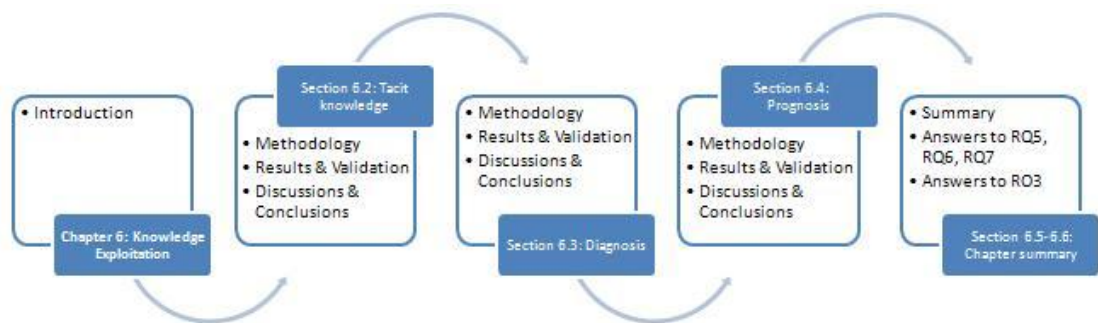 • Introduction
Chapter 6: Knowledge
Exploitation
Section 6.2: Tacit
knowledge
• Methodology
• Results & Validation
• Discussions &
Conclusions
• Methodology
• Results & Validation
• Discussions &
Conclusions
Section 6.3: Diagnosis
Section 6.4:
Prognosis
• Methodology
• Results & Validation
• Discussions &
Conclusions
• Summary
• Answers to RQ5,
RQ6, RQ7
• Answers to RO3
Section 6.5-6.6:
Chapter summary